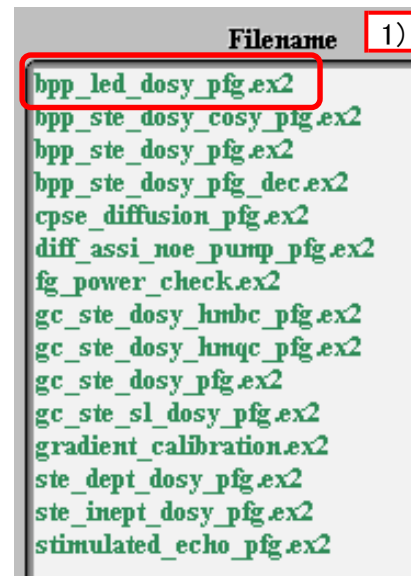 Filename 1)
bpp_led_dosy_pfg.ex2
bpp_ste_dosy_cosy_pfg.ex2
bpp_ste_dosy_pfg.ex2
bpp_ste_dosy_pfg_dec.ex2
cpse_diffusion_pfg.ex2
diff_assi_noe_pump_pfg.ex2
fg_power_check.ex2
gc_ste_dosy_hmbc_pfg.ex2
gc_ste_dosy_hmqc_pfg.ex2
gc_ste_dosy_pfg.ex2
gc_ste_sl_dosy_pfg.ex2
gradient_calibration.ex2
ste_dept_dosy_pfg.ex2
ste_inept_dosy_pfg.ex2
stimulated_echo_pfg.ex2